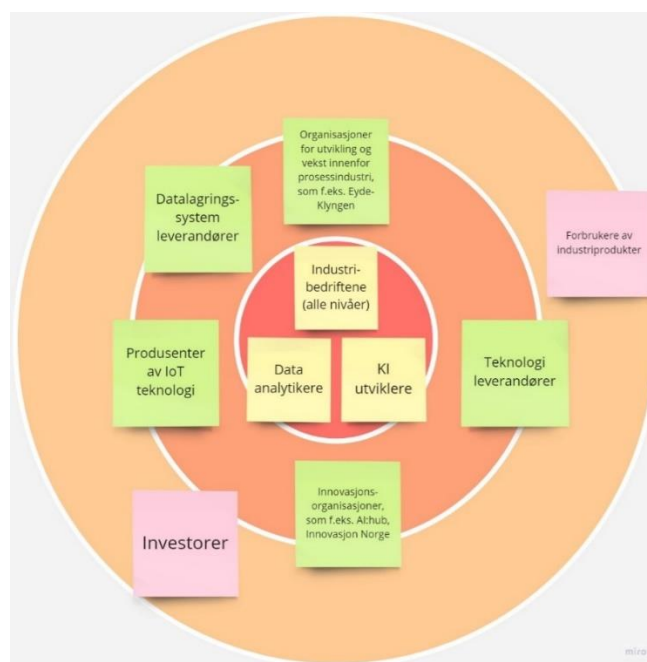 Organisasjoner
for utvikling og
vekst innenfor
prosessindustri,
som f.eks. Eyde-
Klyngen
Datalagrings-
system
leverandører
Forbrukere av
industriprodukter
Industri-
bedriftene
(alle nivåer)
Produsenter
av IoT
teknologi
Data
analytikere
KI
utviklere
Teknologi
leverandører
Innovasjons-
organisasjoner,
som f.eks. AI:hub,
Innovasjon Norge
Investorer
miro